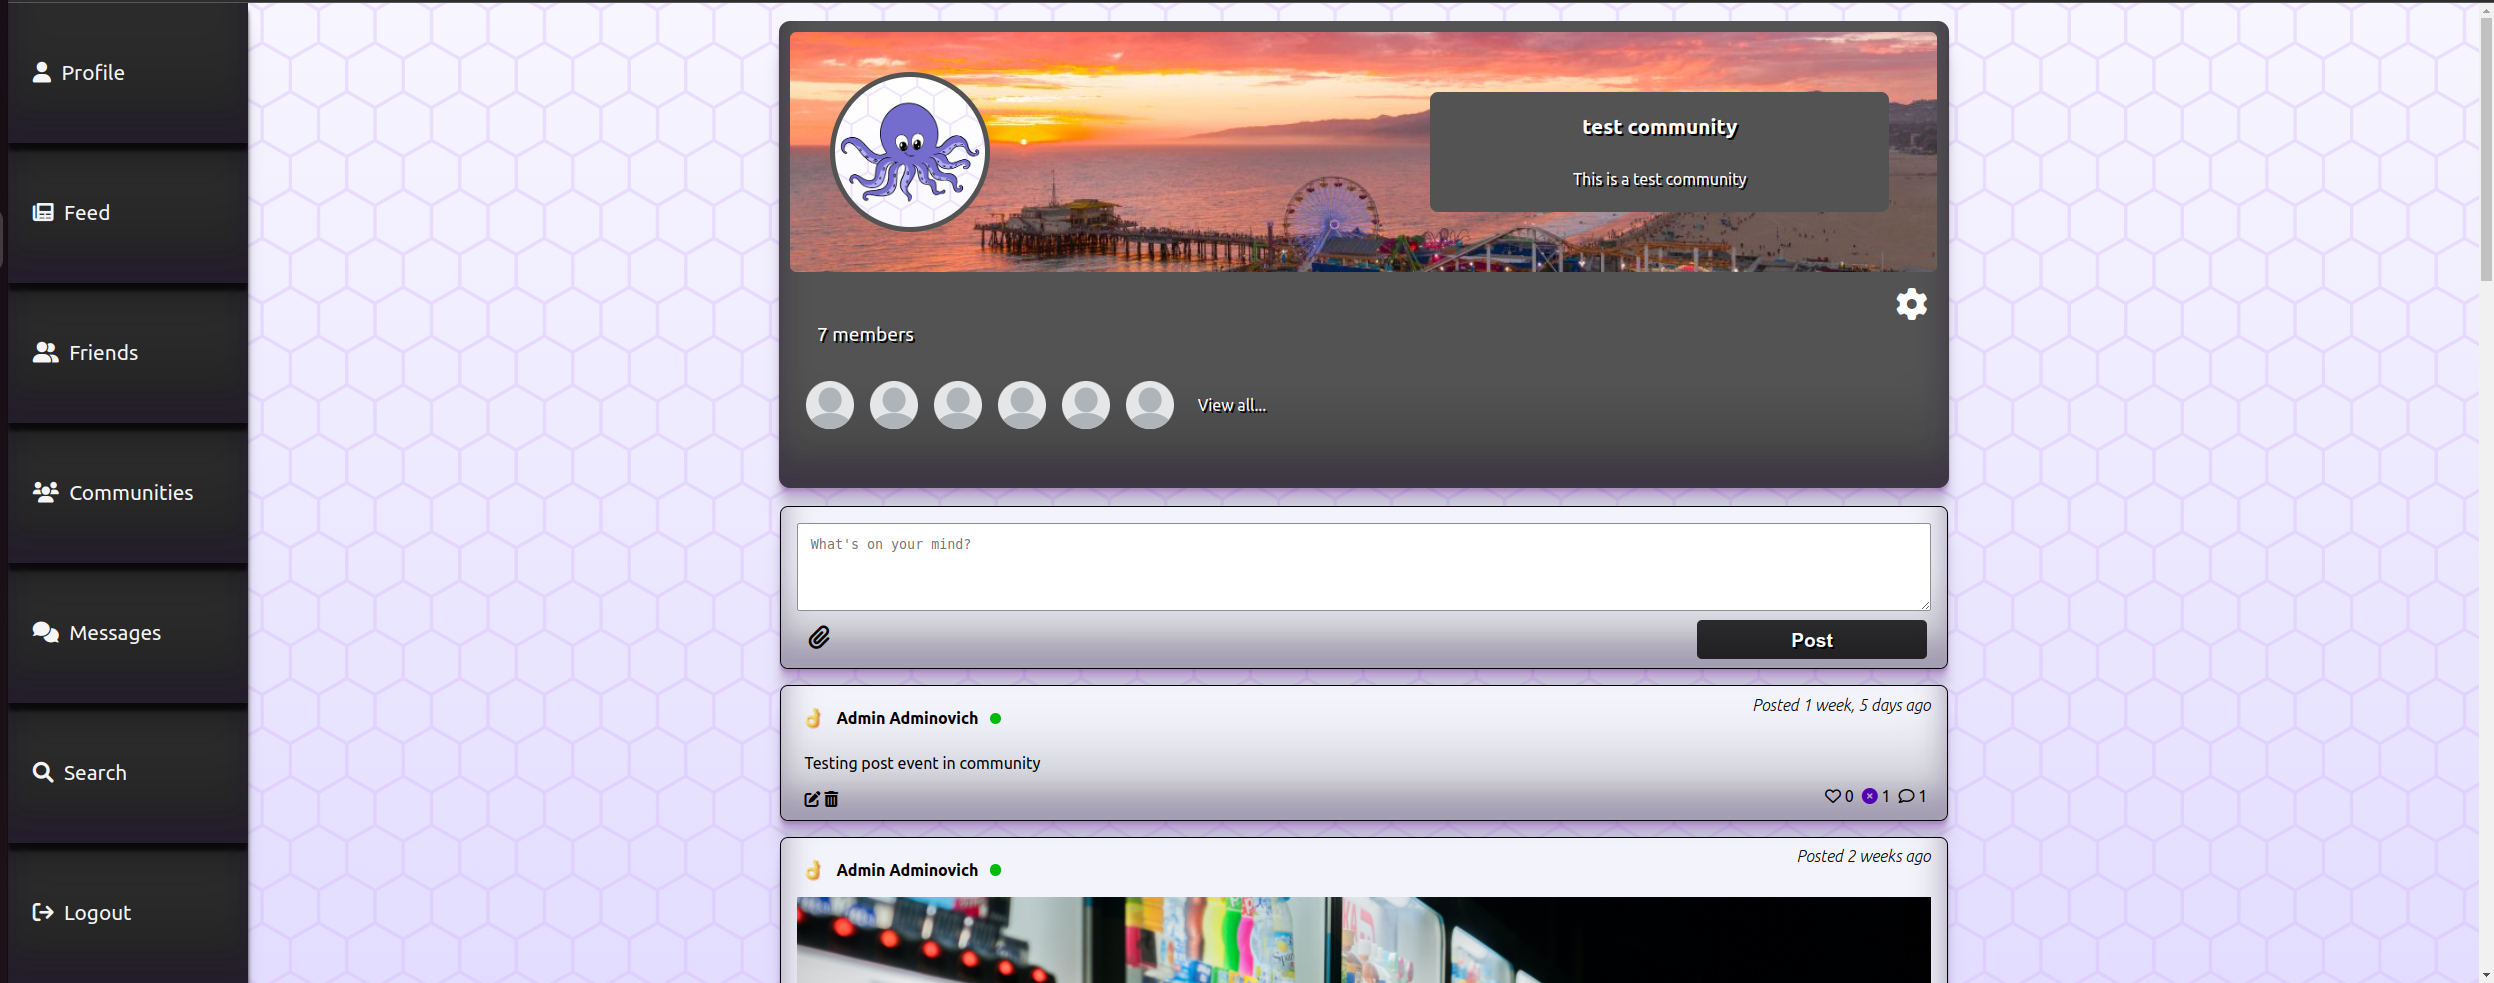 Profile
Feed
Friends
Communities
Messages
Search
Logout
test community
This is a test community
7 members
View all...
What's on your mind?
Post
Admin Adminovich
Posted 1 week, 5 days ago
Testing post event in community
0 1 1
Admin Adminovich
Posted 2 weeks ago